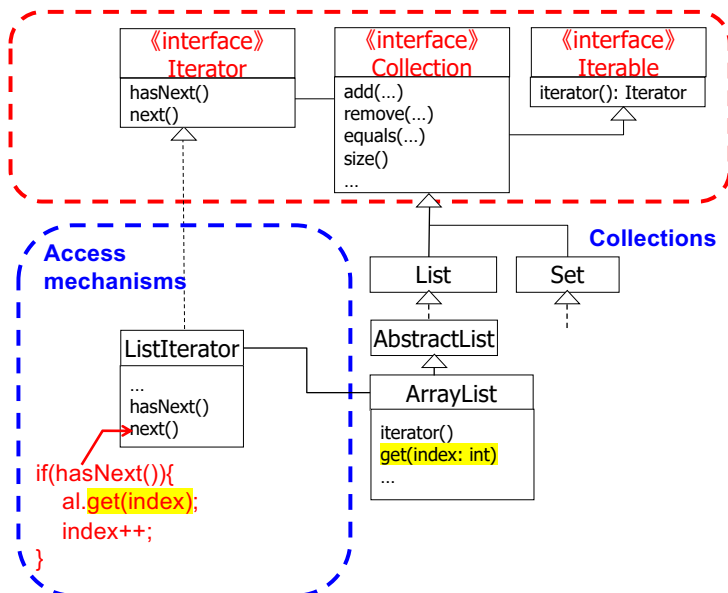 《interface》
Iterator
hasNext()
next()
《interface》
Collection
add(...)
remove(...)
equals(...)
size()
...
《interface》
Iterable
iterator(): Iterator
Access
mechanisms
Collections
List
Set
AbstractList
ListIterator
...
hasNext()
next()
ArrayList
iterator()
get(index: int)
...
if(hasNext()){
al.get(index);
index++;
}